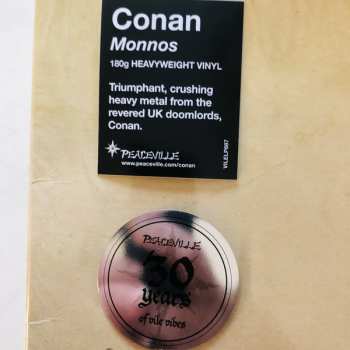 Conan
Monnos
180g HEAVYWEIGHT VINYL
Triumphant, crushing
heavy metal from the
revered UK doomlords,
Conan.
PEACEVILLE
www.peaceville.com/conan
PEACEVILLE
30
years
of vile vibes